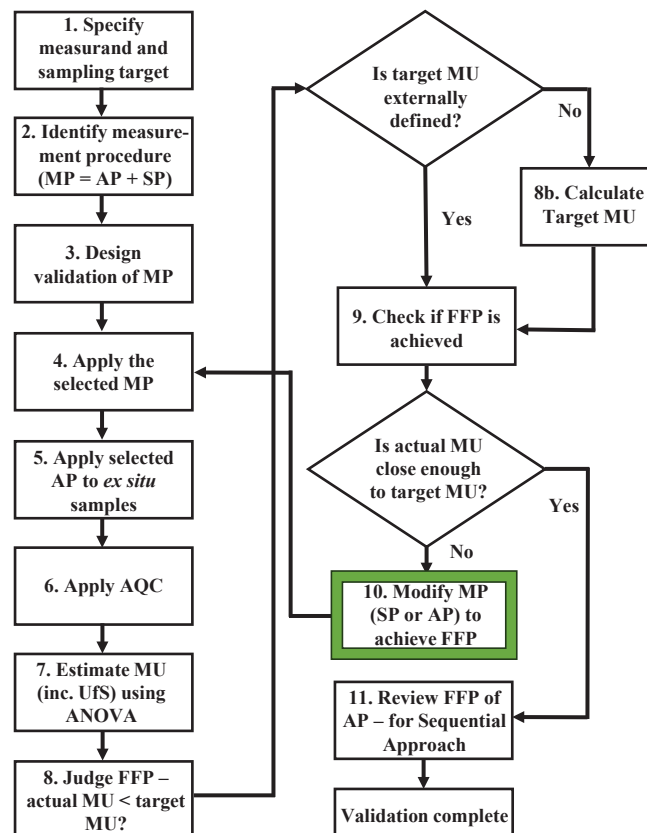 1. Specify
measurand and
sampling target
2. Identify measure-
ment procedure
(MP = AP + SP)
3. Design
validation of MP
4. Apply the
selected MP
5. Apply selected
AP to ex situ
samples
6. Apply AQC
7. Estimate MU
(inc. UfS) using
ANOVA
8. Judge FFP –
actual MU < target
MU?
Is target MU
externally
defined?
No
8b. Calculate
Target MU
Yes
9. Check if FFP is
achieved
Is actual MU
close enough
to target MU?
Yes
No
10. Modify MP
(SP or AP) to
achieve FFP
11. Review FFP of
AP – for Sequential
Approach
Validation complete